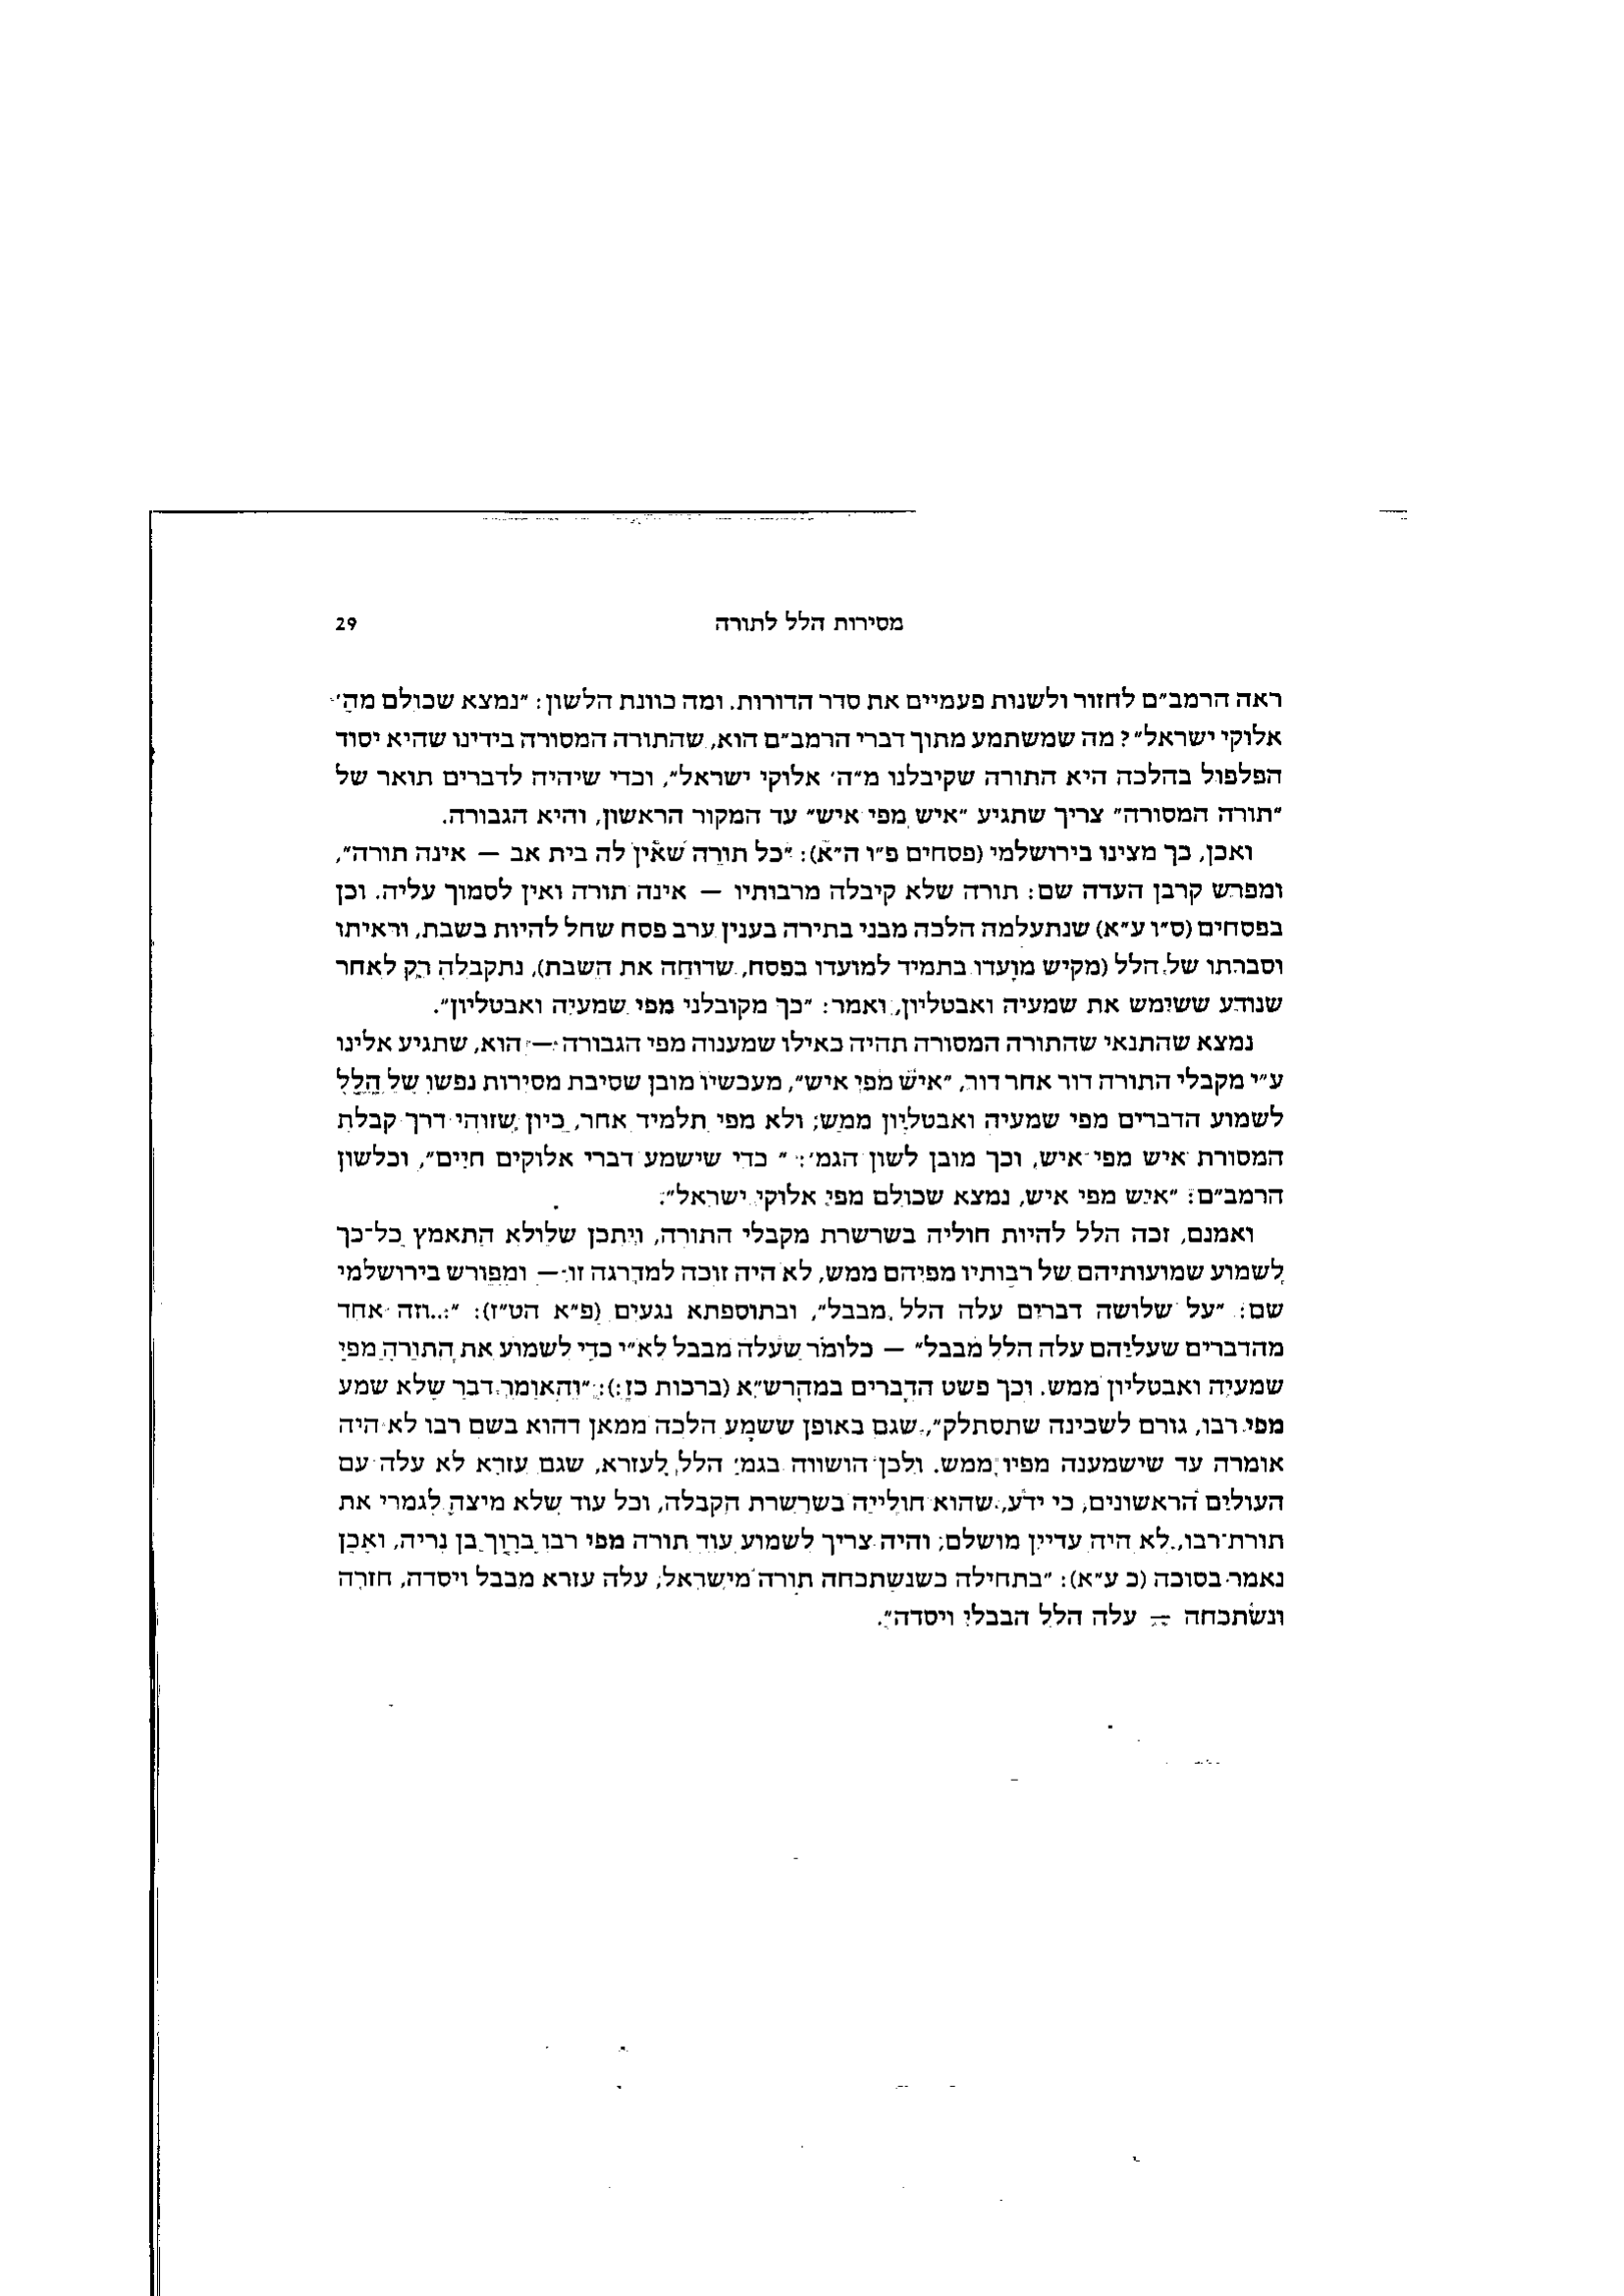 מסירות הלל לתורה 29
ראה הרמב״ם לחזור ולשנות פעמיים את סדר הדורות. ומה כוונת הלשון: ״נמצא שכולם מה׳
אלוקי ישראל״? מה שמשתמע מתוך דברי הרמב״ם הוא, שהתורה המסורה בידינו שהיא יסוד
הפלפול בהלכה היא התורה שקיבלנו מ״ה׳ אלוקי ישראל״, וכדי שיהיה לדברים תואר של
״תורה המסורה״ צריך שתגיע ״איש מפי איש״ עד המקור הראשון, והיא הגבורה.
ואכן, כך מצינו בירושלמי (פסחים פ״ו ה״א): ״כל תורה שאין לה בית אב — אינה תורה״,
ומפרש קרבן העדה שם: תורה שלא קיבלה מרבותיו — אינה תורה ואין לסמוך עליה. וכן
בפסחים (ס״ו ע״א) שנתעלמה הלכה מבני בתירה בענין ערב פסח שחל להיות בשבת, וראיתו
וסברתו של הלל (מקיש מועדו בתמיד למועדו בפסח, שדוחה את השבת), נתקבלה רק לאחר
שנודע ששימש את שמעיה ואבטליון, ואמר: ״כך מקובלני מפי שמעיה ואבטליון״.
נמצא שהתנאי שהתורה המסורה תהיה כאילו שמענוה מפי הגבורה — הוא, שתגיע אלינו
ע״י מקבלי התורה דור אחר דור, ״איש מפי איש״, מעכשיו מובן שסיבת מסירות נפשו של הלל
לשמוע הדברים מפי שמעיה ואבטליון ממש, ולא מפי תלמיד אחר, כיון שזוהי דרך קבלת
המסורת איש מפי איש, וכך מובן לשון הגמ׳: ״ כדי שישמע דברי אלוקים חיים״, וכלשון
הרמב״ם: ״איש מפי איש, נמצא שכולם מפי אלוקי ישראל״.
ואמנם, זכה הלל להיות חוליה בשרשרת מקבלי התורה, ויתכן שלולא התאמץ כל־כך
לשמוע שמועותיהם של רבותיו מפיהם ממש, לא היה זוכה למדרגה זו — ומפורש בירושלמי
שם: ״על שלושה דברים עלה הלל מבבל״, ובתוספתא נגעים (פ״א הט״ז): ״...וזה אחד
מהדברים שעליהם עלה הלל מבבל״ — כלומר שעלה מבבל לא״י כדי לשמוע את התורה מפי
שמעיה ואבטליון ממש. וכך פשט הדברים במהרש״א (ברכות כז:): ״והאומר דבר שלא שמע
מפי רבו, גורם לשכינה שתסתלק״, שגם באופן ששמע הלכה ממאן דהוא בשם רבו לא היה
אומרה עד שישמענה מפיו ממש. ולכן הושווה בגמ׳ הלל לעזרא, שגם עזרא לא עלה עם
העולים הראשונים, כי ידע, שהוא חולייה בשרשרת הקבלה, וכל עוד שלא מיצה לגמרי את
תורת־רבו, לא היה עדיין מושלם, והיה צריך לשמוע עוד תורה מפי רבו ברוך בן נריה, ואכן
נאמר בסוכה (כ ע״א): ״בתחילה כשנשתכחה תורה מישראל, עלה עזרא מבבל ויסדה, חזרה
ונשתכחה — עלה הלל הבבלי ויסדה״.